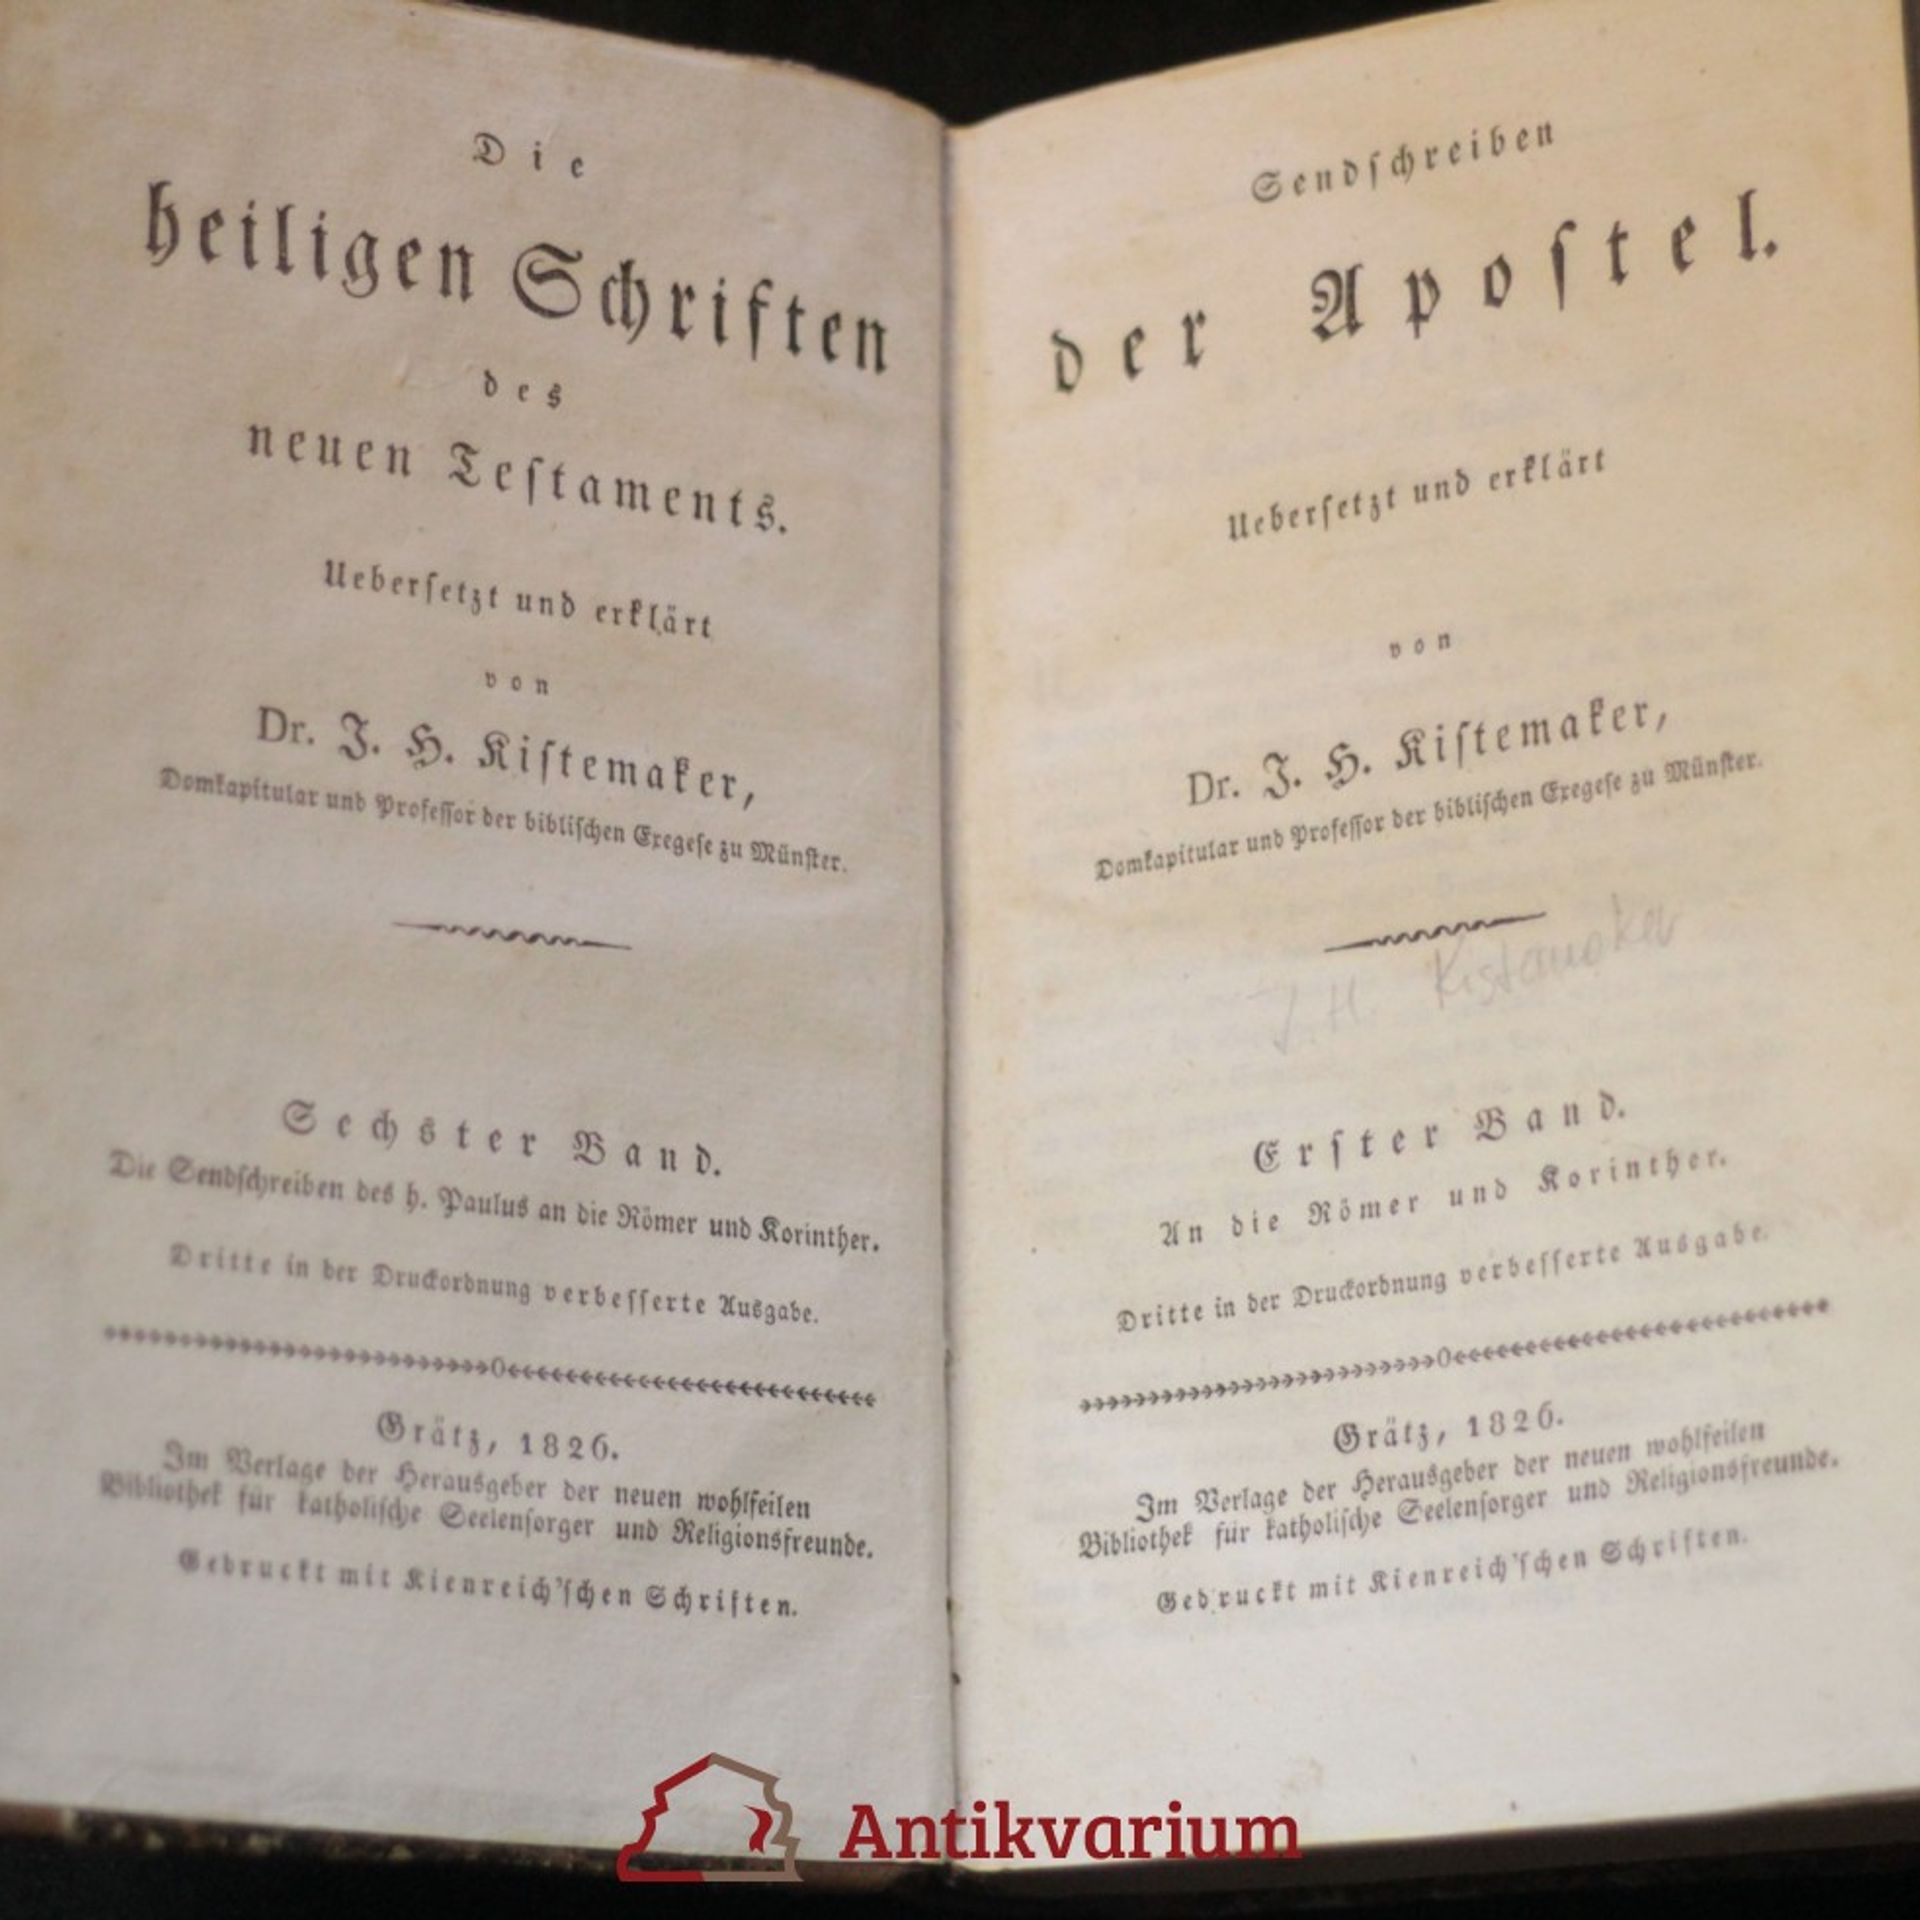 Die
heiligen Schriften
des
neuen Testaments.
Uebersetzt und erklärt
von
Dr. J. H. Kistemaker,
Domkapitular und Professor der biblischen Exegese zu Münster.
Sechster Band.
Die Sendschreiben des h. Paulus an die Römer und Korinther.
Dritte in der Druckordnung verbesserte Ausgabe.
Grätz, 1826.
Im Verlage der Herausgeber der neuen wohlfeilen
Bibliothek für katholische Seelensorger und Religionsfreunde.
Gedruckt mit Kienreich'schen Schriften.
Sendschreiben
der Apostel.
Uebersetzt und erklärt
von
Dr. J. H. Kistemaker,
Domkapitular und Professor der biblischen Exegese zu Münster.
J. H. Kistemaker
Erster Band.
An die Römer und Korinther.
Dritte in der Druckordnung verbesserte Ausgabe.
Grätz, 1826.
Im Verlage der Herausgeber der neuen wohlfeilen
Bibliothek für katholische Seelensorger und Religionsfreunde.
Gedruckt mit Kienreich'schen Schriften.
Antikvarium